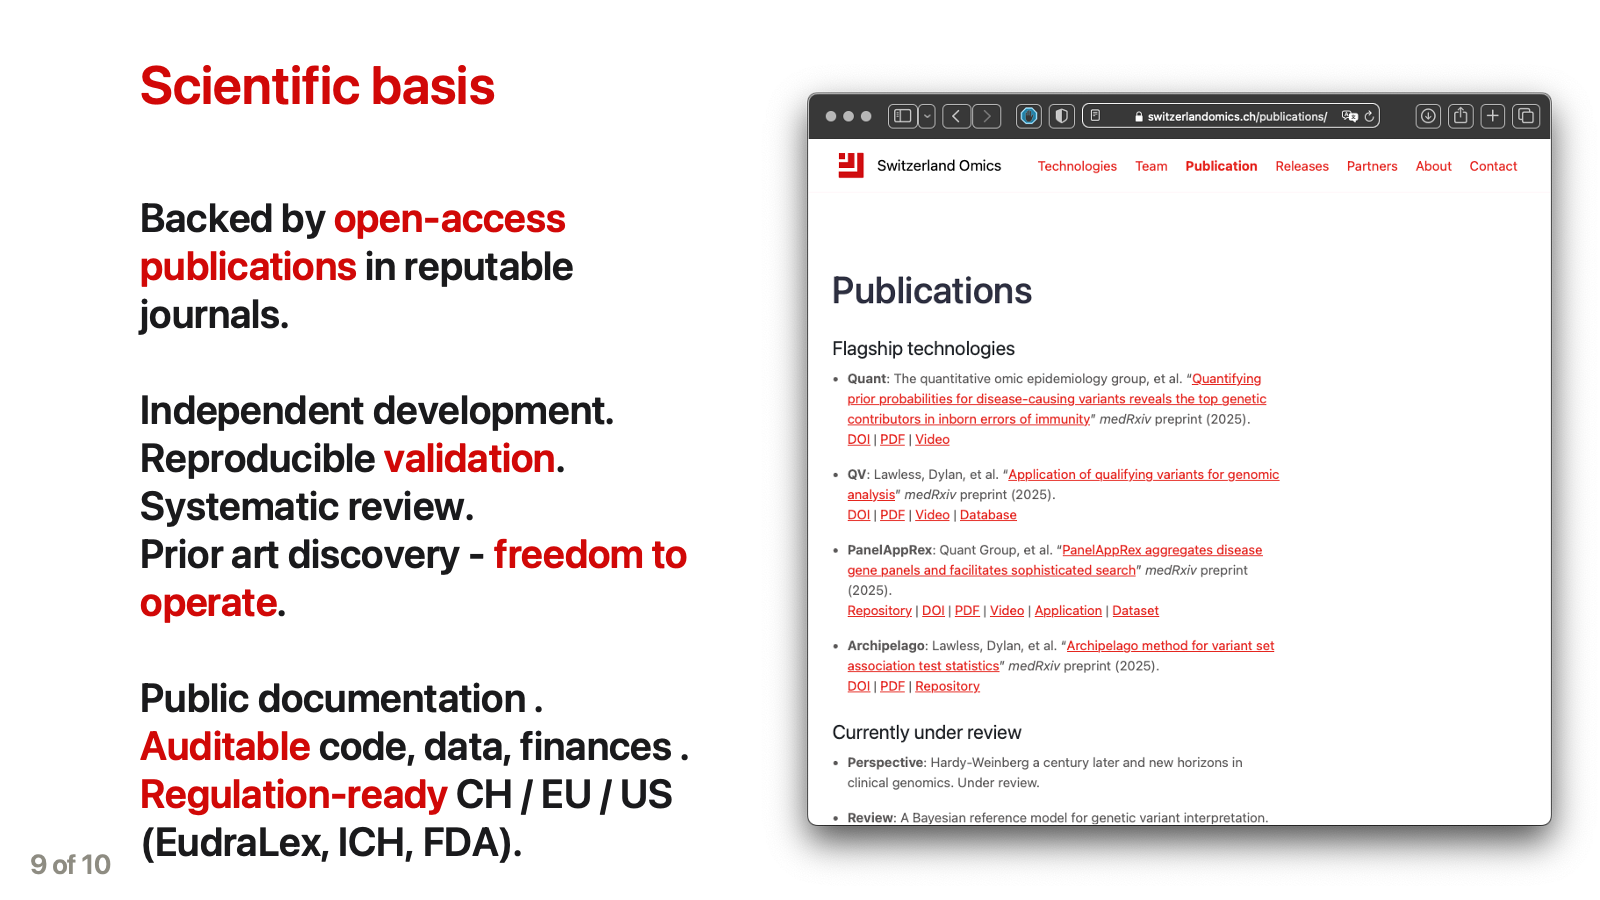 Scientific basis
Backed by open-access
publications in reputable
journals.
Independent development.
Reproducible validation.
Systematic review.
Prior art discovery - freedom to
operate.
Public documentation .
Auditable code, data, finances .
Regulation-ready CH / EU / US
(EudraLex, ICH, FDA).
9 of 10
switzerlandomics.ch/publications/
Switzerland Omics
Technologies Team Publication Releases Partners About Contact
Publications
Flagship technologies
• Quant: The quantitative omic epidemiology group, et al. “Quantifying
prior probabilities for disease-causing variants reveals the top genetic
contributors in inborn errors of immunity” medRxiv preprint (2025).
DOI | PDF | Video
• QV: Lawless, Dylan, et al. “Application of qualifying variants for genomic
analysis” medRxiv preprint (2025).
DOI | PDF | Video | Database
• PanelAppRex: Quant Group, et al. “PanelAppRex aggregates disease
gene panels and facilitates sophisticated search” medRxiv preprint
(2025).
Repository | DOI | PDF | Video | Application | Dataset
• Archipelago: Lawless, Dylan, et al. “Archipelago method for variant set
association test statistics” medRxiv preprint (2025).
DOI | PDF | Repository
Currently under review
• Perspective: Hardy-Weinberg a century later and new horizons in
clinical genomics. Under review.
• Review: A Bayesian reference model for genetic variant interpretation.